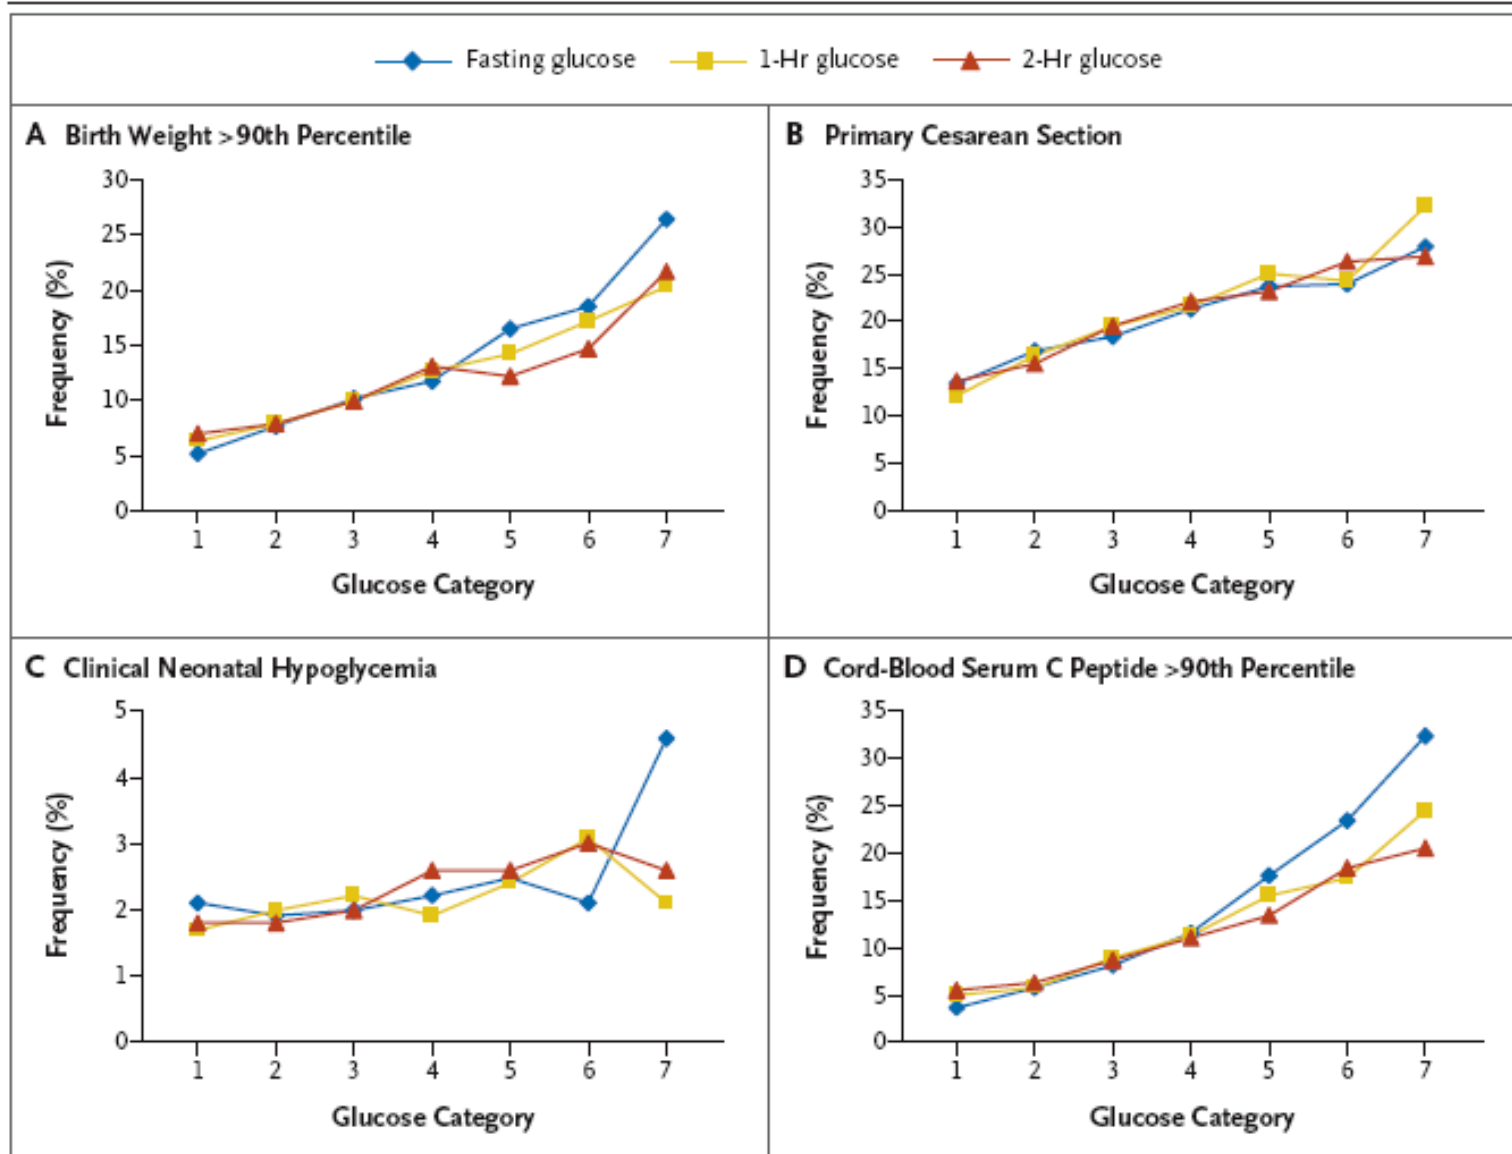 Fasting glucose 1-Hr glucose 2-Hr glucose
A Birth Weight >90th Percentile
30
25
20
15
10
5
0
Frequency (%)
1 2 3 4 5 6 7
Glucose Category
B Primary Cesarean Section
35
30
25
20
15
10
5
0
Frequency (%)
1 2 3 4 5 6 7
Glucose Category
C Clinical Neonatal Hypoglycemia
5
4
3
2
1
0
Frequency (%)
1 2 3 4 5 6 7
Glucose Category
D Cord-Blood Serum C Peptide >90th Percentile
35
30
25
20
15
10
5
0
Frequency (%)
1 2 3 4 5 6 7
Glucose Category